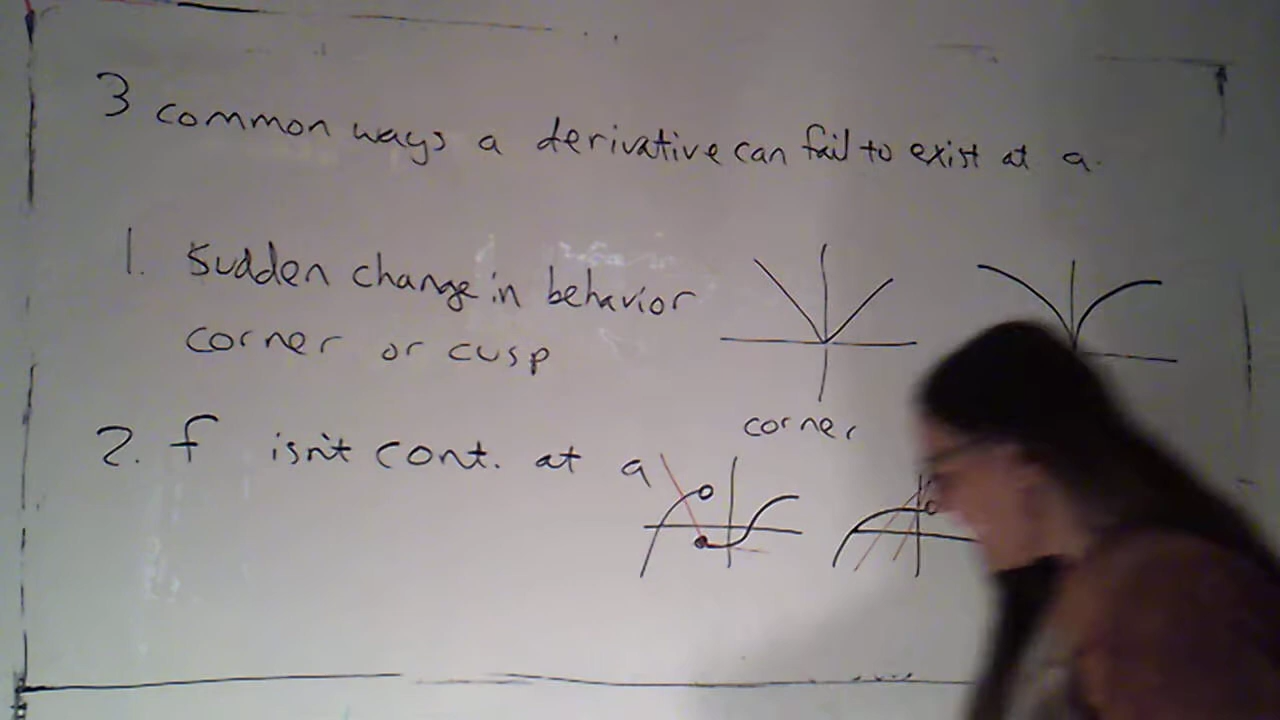 3 common ways a derivative can fail to exist at a.
1. Sudden change in behavior
corner or cusp
corner
2. f isn't cont. at a